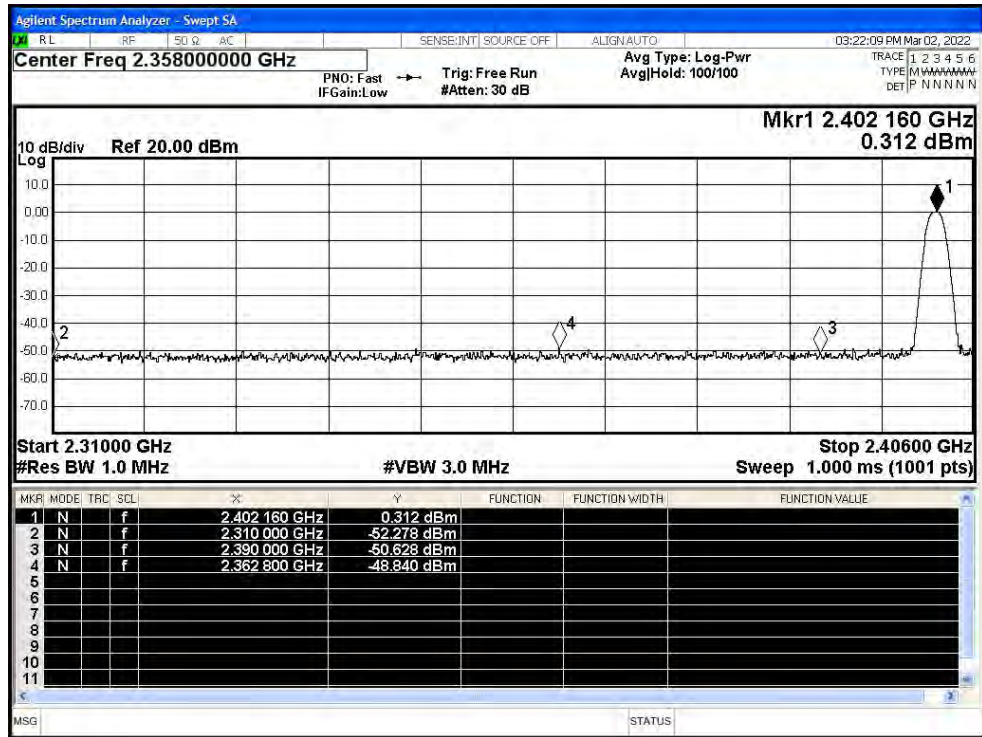 Agilent Spectrum Analyzer - Swept SA
RL RF 50 Ω AC SENSE:INT SOURCE OFF ALIGNAUTO 03:22:09 PM Mar 02, 2022
Center Freq 2.358000000 GHz
PNO: Fast Trig: Free Run Avg Type: Log-Pwr TRACE 1 2 3 4 5 6
IFGain:Low #Atten: 30 dB Avg|Hold: 100/100 TYPE M WWWWW
DET P N N N N N
Mkr1 2.402 160 GHz
0.312 dBm
10 dB/div Ref 20.00 dBm
Log
10.0
0.00
-10.0
-20.0
-30.0
-40.0
-50.0
-60.0
-70.0
1
2
4
3
Start 2.31000 GHz Stop 2.40600 GHz
#Res BW 1.0 MHz #VBW 3.0 MHz Sweep 1.000 ms (1001 pts)
MKR MODE TRC SCL X Y FUNCTION FUNCTION WIDTH FUNCTION VALUE
1 N f 2.402 160 GHz 0.312 dBm
2 N f 2.310 000 GHz -52.278 dBm
3 N f 2.390 000 GHz -50.628 dBm
4 N f 2.362 800 GHz -48.840 dBm
5
6
7
8
9
10
11
MSG STATUS